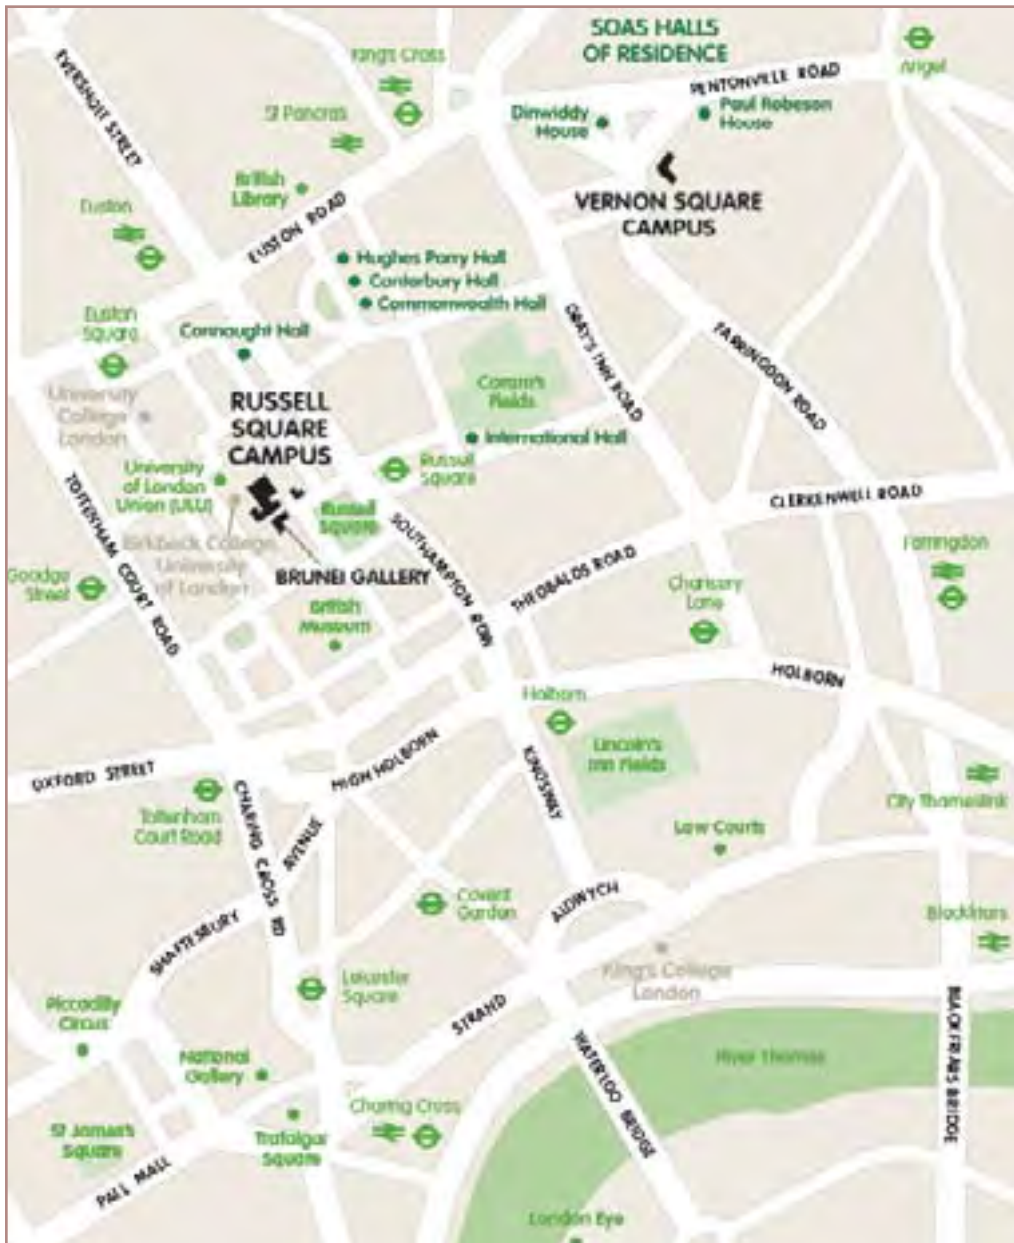 SOAS HALLS
OF RESIDENCE
King's Cross
Angel
PENTONVILLE ROAD
EVERSHOLT STREET
St Pancras
Dinwiddy
House
Paul Robeson
House
British
Library
VERNON SQUARE
CAMPUS
Euston
EUSTON ROAD
Hughes Parry Hall
Canterbury Hall
Commonwealth Hall
Euston
Square
Connaught Hall
GRAY'S INN ROAD
FARRINGDON ROAD
University
College
London
RUSSELL
SQUARE
CAMPUS
Coram's
Fields
International Hall
University
of London
Union (ULU)
Russell
Square
Russell
Square
CLERKENWELL ROAD
TOTTENHAM COURT ROAD
Birkbeck College
University
of London
SOUTHAMPTON ROW
Farringdon
Goodge
Street
BRUNEI GALLERY
THEOBALDS ROAD
Chancery
Lane
British
Museum
HOLBORN
Holborn
OXFORD STREET
HIGH HOLBORN
KINGSWAY
Lincoln's
Inn Fields
City Thameslink
Tottenham
Court Road
CHARING CROSS RD
SHAFTESBURY AVENUE
Law Courts
Covent
Garden
ALDWYCH
Blackfriars
King's College
London
Leicester
Square
STRAND
Piccadilly
Circus
National
Gallery
WATERLOO BRIDGE
River Thames
BLACKFRIARS BRIDGE
Charing Cross
St James's
Square
Trafalgar
Square
PALL MALL
London Eye